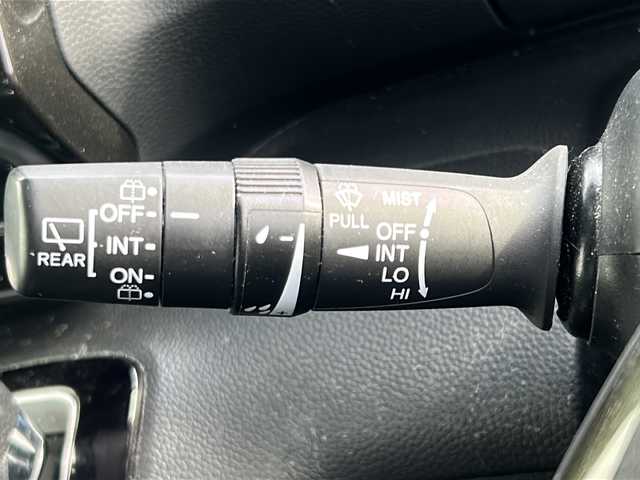 OFF
INT
REAR
ON
PULL
MIST
OFF
INT
LO
HI